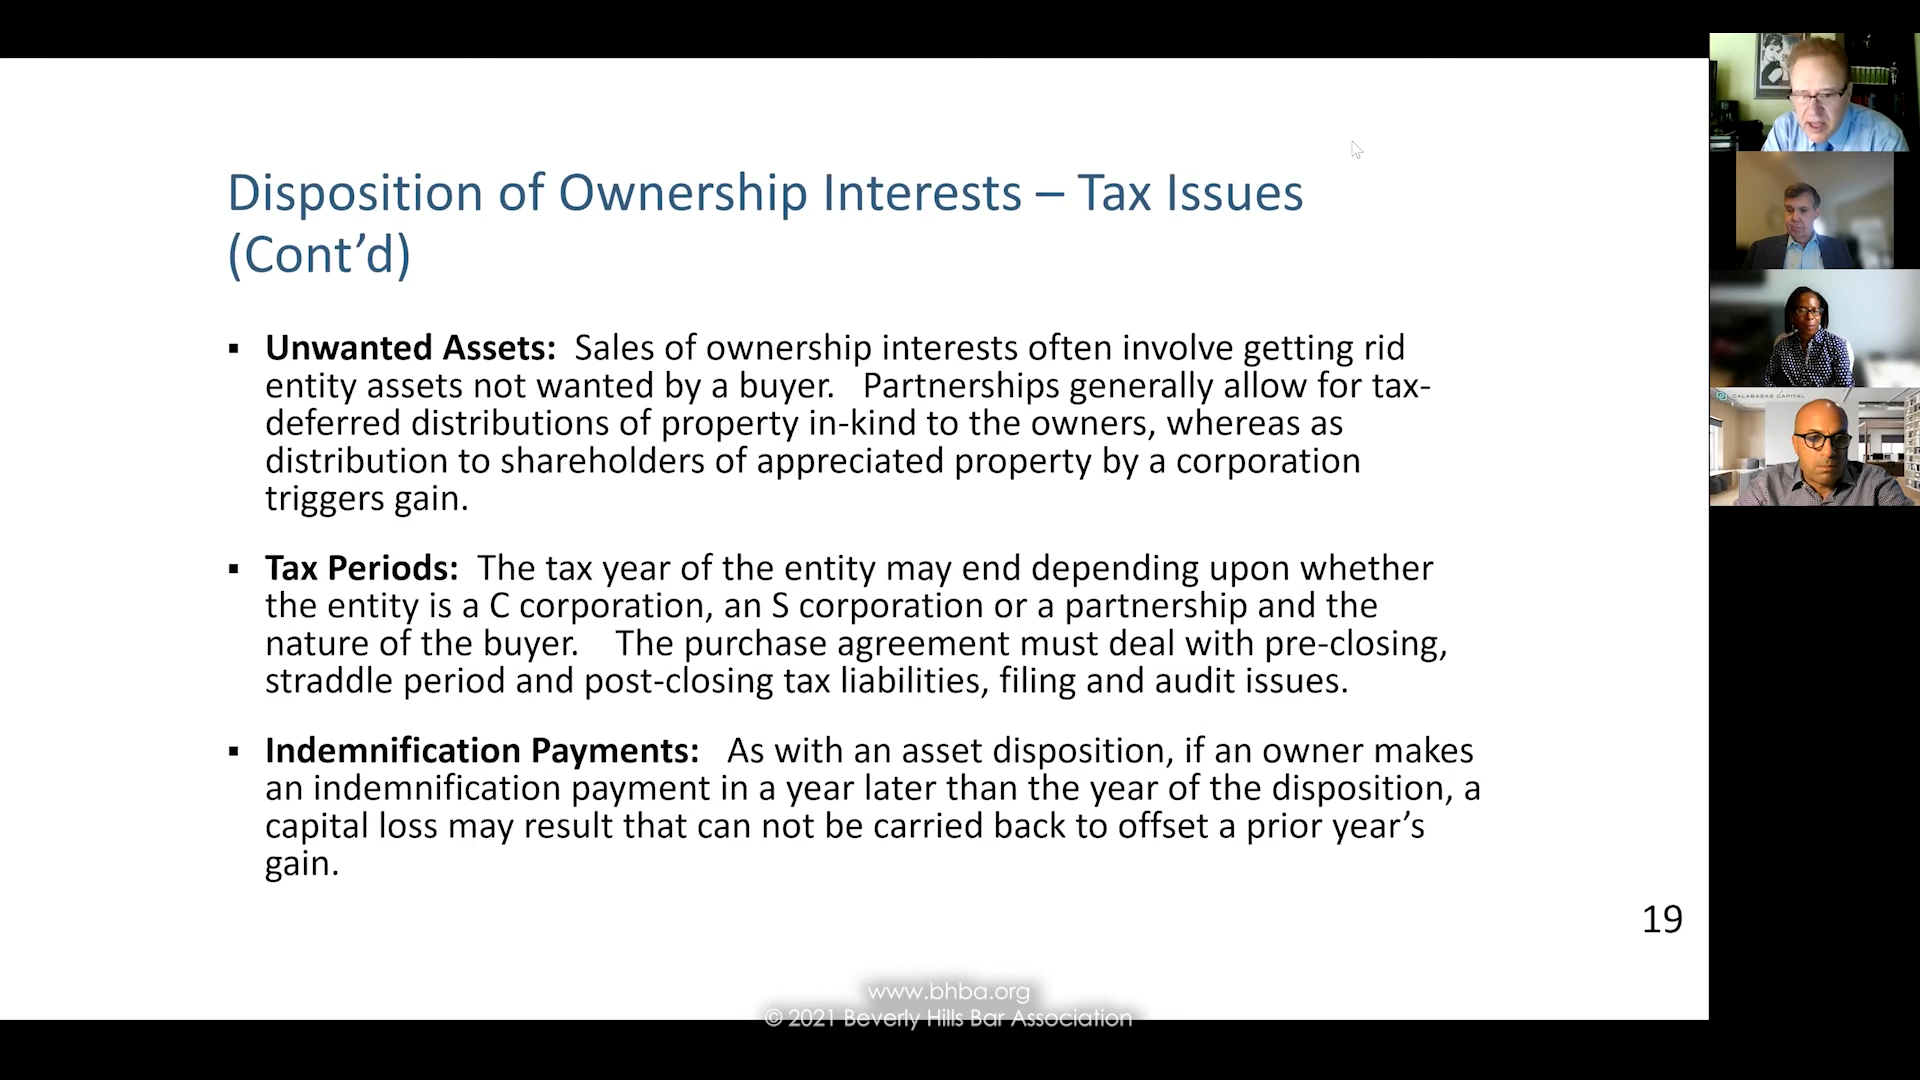 Disposition of Ownership Interests – Tax Issues
(Cont’d)
▪ Unwanted Assets: Sales of ownership interests often involve getting rid
entity assets not wanted by a buyer. Partnerships generally allow for tax-
deferred distributions of property in-kind to the owners, whereas as
distribution to shareholders of appreciated property by a corporation
triggers gain.
▪ Tax Periods: The tax year of the entity may end depending upon whether
the entity is a C corporation, an S corporation or a partnership and the
nature of the buyer. The purchase agreement must deal with pre-closing,
straddle period and post-closing tax liabilities, filing and audit issues.
▪ Indemnification Payments: As with an asset disposition, if an owner makes
an indemnification payment in a year later than the year of the disposition, a
capital loss may result that can not be carried back to offset a prior year’s
gain.
19
www.bhba.org
© 2021 Beverly Hills Bar Association
CALABASAS CAPITAL